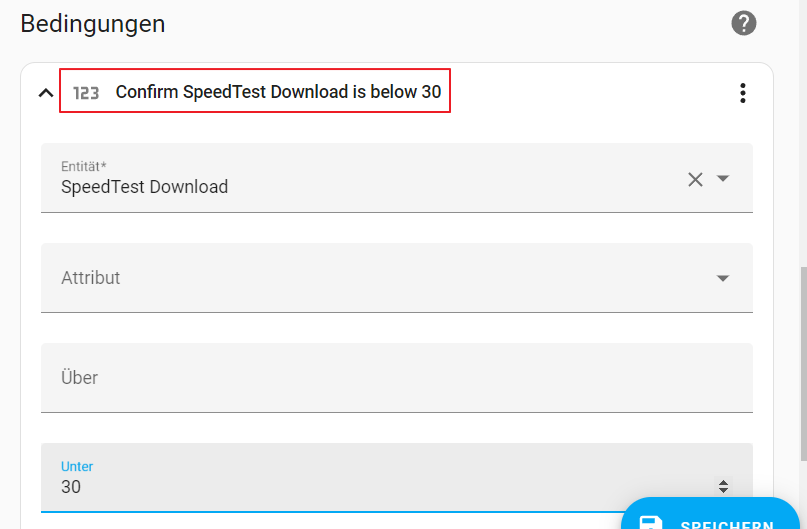 Bedingungen
?
123 Confirm SpeedTest Download is below 30
Entität*
SpeedTest Download
Attribut
Über
Unter
30
SPEICHERN